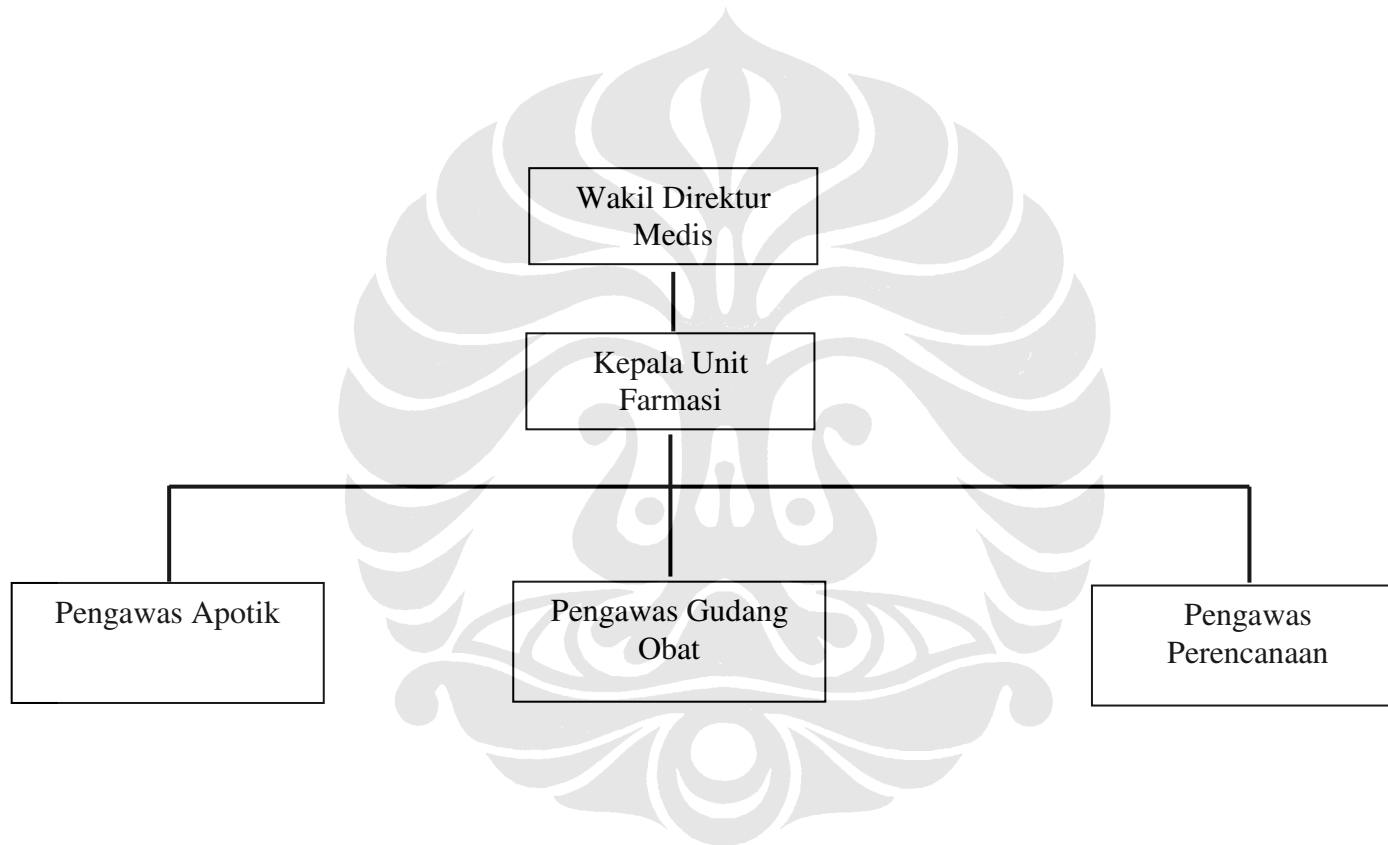 Wakil Direktur
Medis
Kepala Unit
Farmasi
Pengawas Apotik
Pengawas Gudang
Obat
Pengawas
Perencanaan